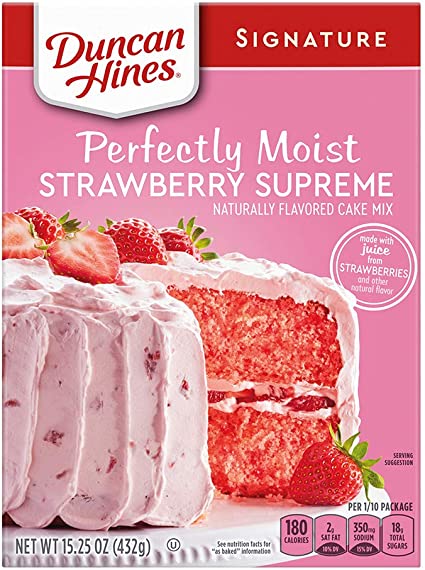 Duncan
Hines®
SIGNATURE
Perfectly Moist
STRAWBERRY SUPREME
NATURALLY FLAVORED CAKE MIX
made with
juice
from
STRAWBERRIES
and other
natural flavor
SERVING
SUGGESTION
PER 1/10 PACKAGE
180
CALORIES
2g
SAT FAT
10% DV
350mg
SODIUM
15% DV
18g
TOTAL
SUGARS
NET WT 15.25 OZ (432g)
U
See nutrition facts for
"as baked" information